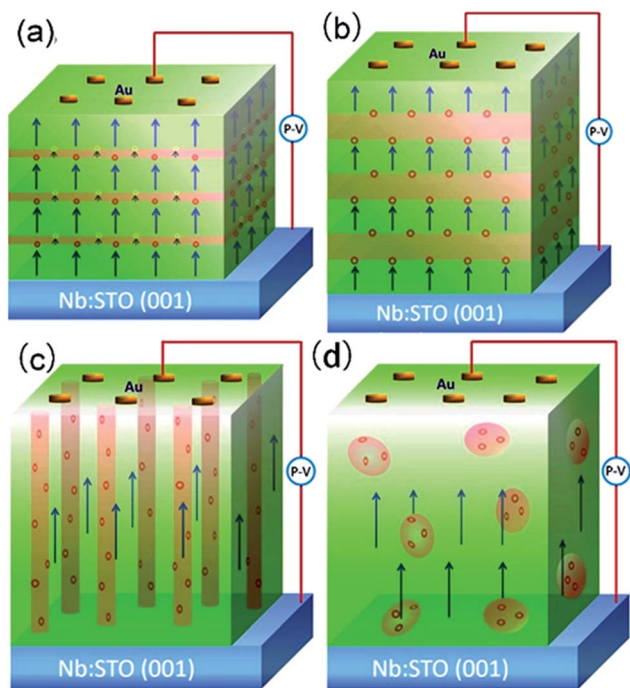 (a)
Au
P-V
Nb:STO (001)
(b)
Au
P-V
Nb:STO (001)
(c)
Au
P-V
Nb:STO (001)
(d)
Au
P-V
Nb:STO (001)